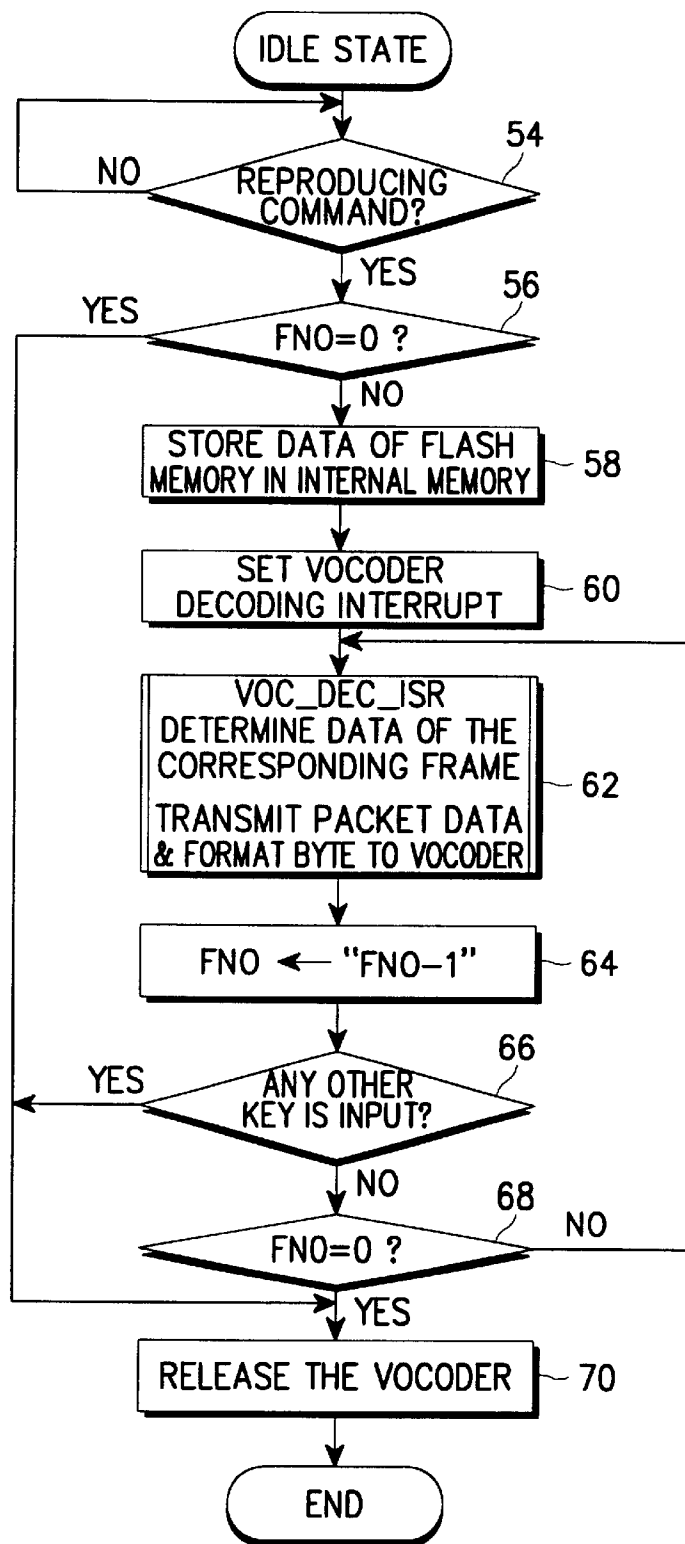 IDLE STATE
54
NO
REPRODUCING
COMMAND?
YES
56
YES
FNO=0 ?
NO
STORE DATA OF FLASH
MEMORY IN INTERNAL MEMORY
58
SET VOCODER
DECODING INTERRUPT
60
VOC_DEC_ISR
DETERMINE DATA OF THE
CORRESPONDING FRAME
TRANSMIT PACKET DATA
& FORMAT BYTE TO VOCODER
62
FNO ← "FNO-1"
64
66
YES
ANY OTHER
KEY IS INPUT?
NO
68
NO
FNO=0 ?
YES
RELEASE THE VOCODER
70
END